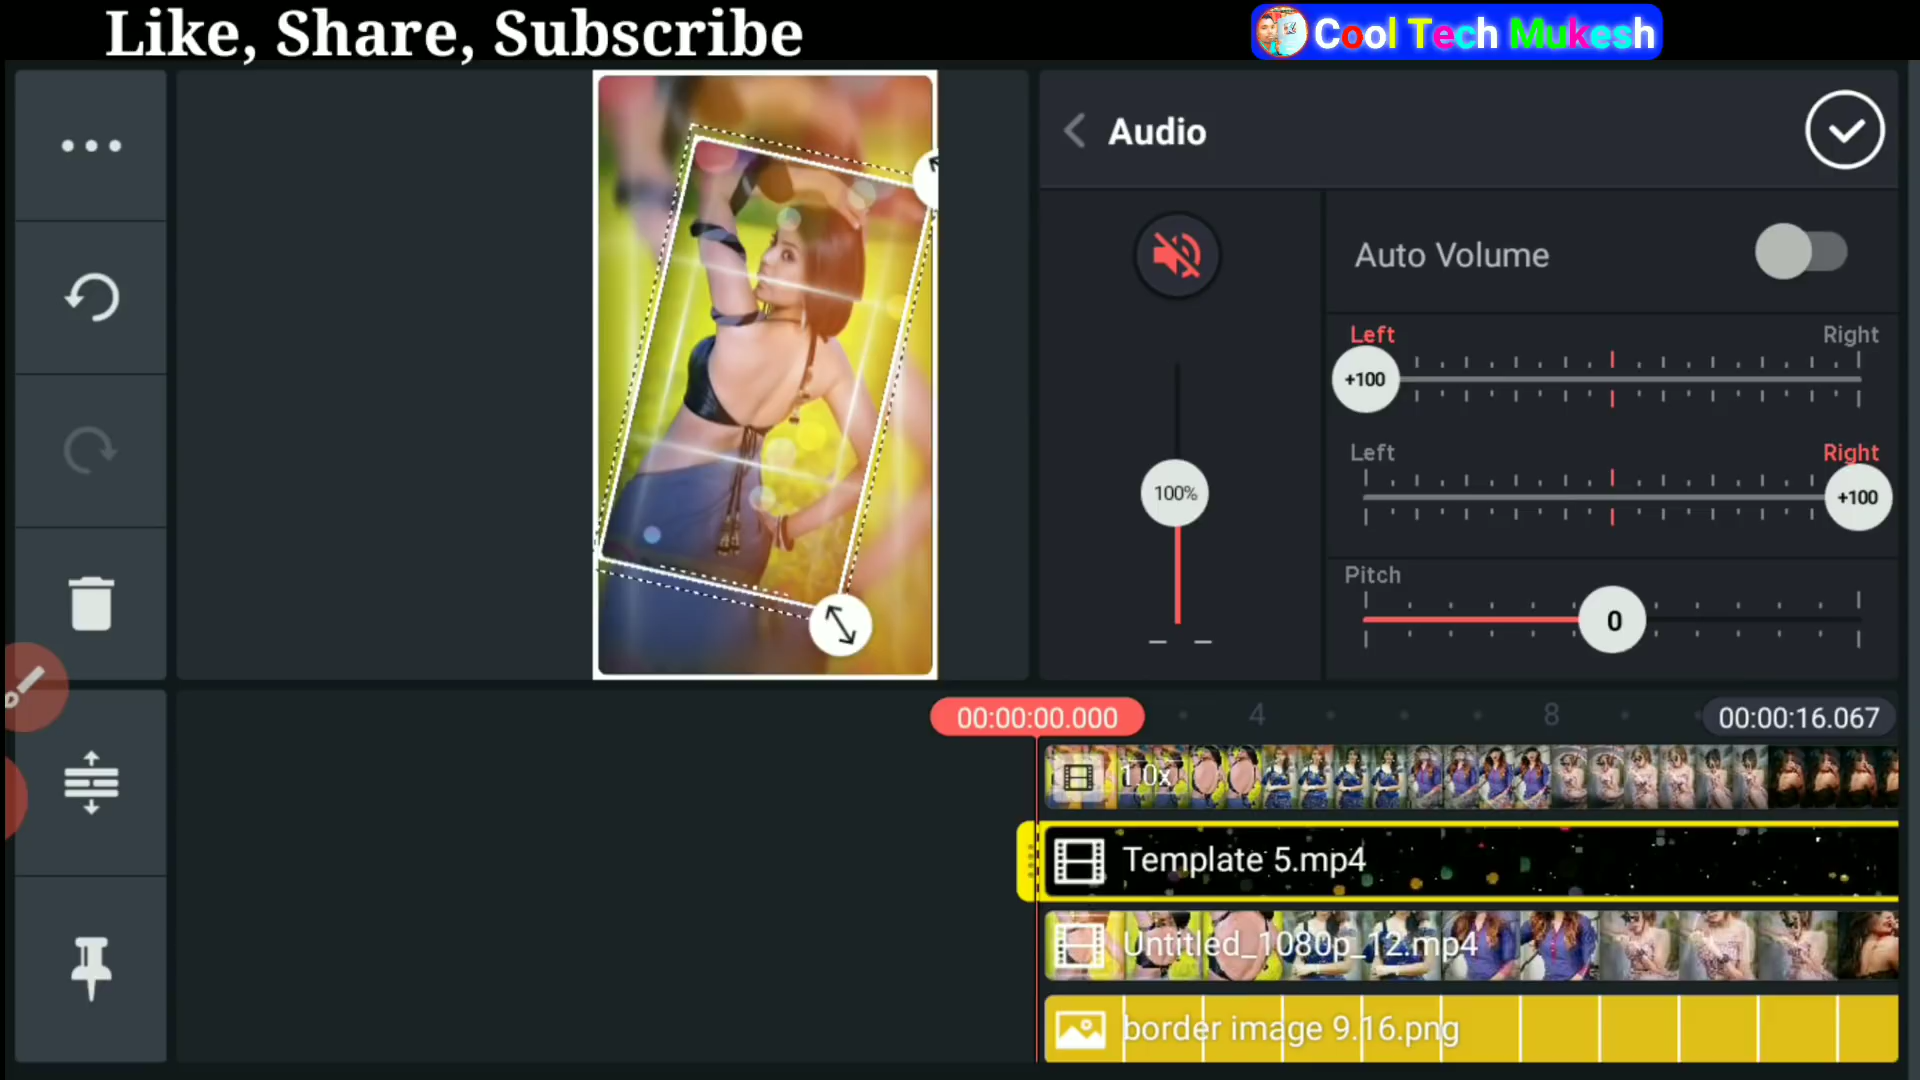 Like, Share, Subscribe
Cool Tech Mukesh
Audio
Auto Volume
Left Right
+100
Left Right
+100
100%
Pitch
0
00:00:00.000 4 8 00:00:16.067
1.0x
Template 5.mp4
Untitled_1080p_12.mp4
border image 9.16.png